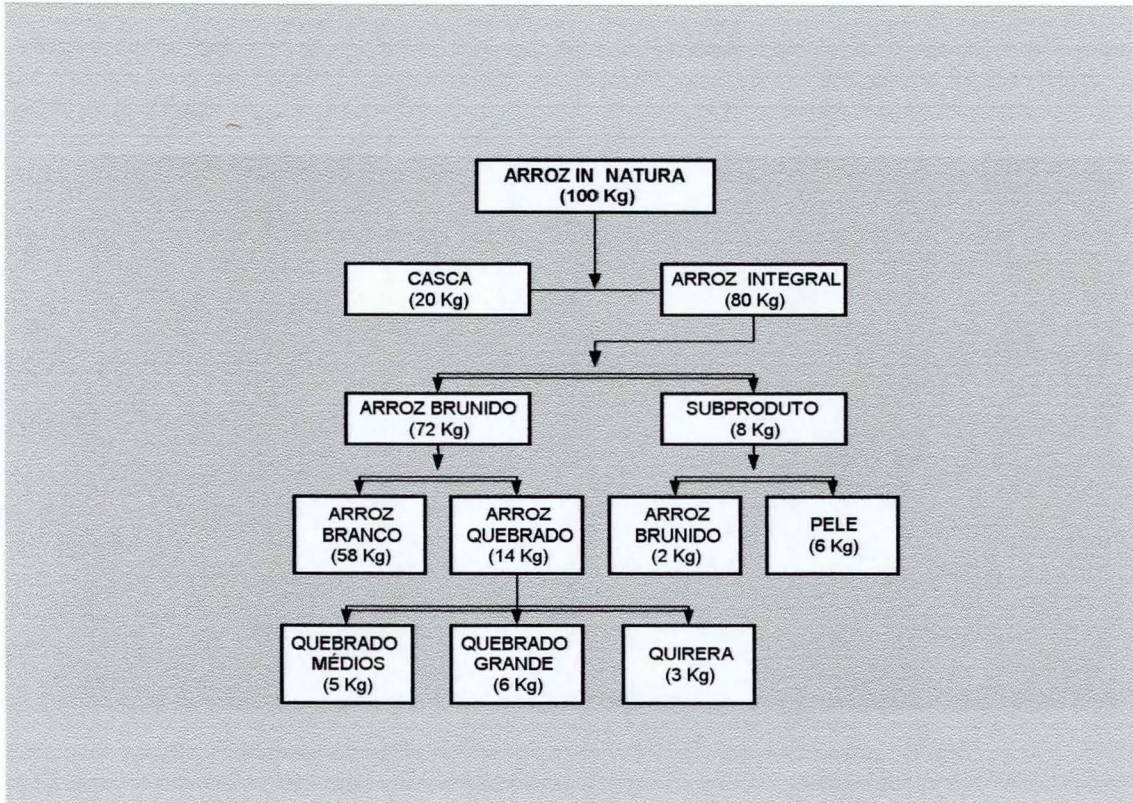 ARROZ IN NATURA
(100 Kg)
CASCA
(20 Kg)
ARROZ INTEGRAL
(80 Kg)
ARROZ BRUNIDO
(72 Kg)
SUBPRODUTO
(8 Kg)
ARROZ
BRANCO
(58 Kg)
ARROZ
QUEBRADO
(14 Kg)
ARROZ
BRUNIDO
(2 Kg)
PELE
(6 Kg)
QUEBRADO
MÉDIOS
(5 Kg)
QUEBRADO
GRANDE
(6 Kg)
QUIRERA
(3 Kg)